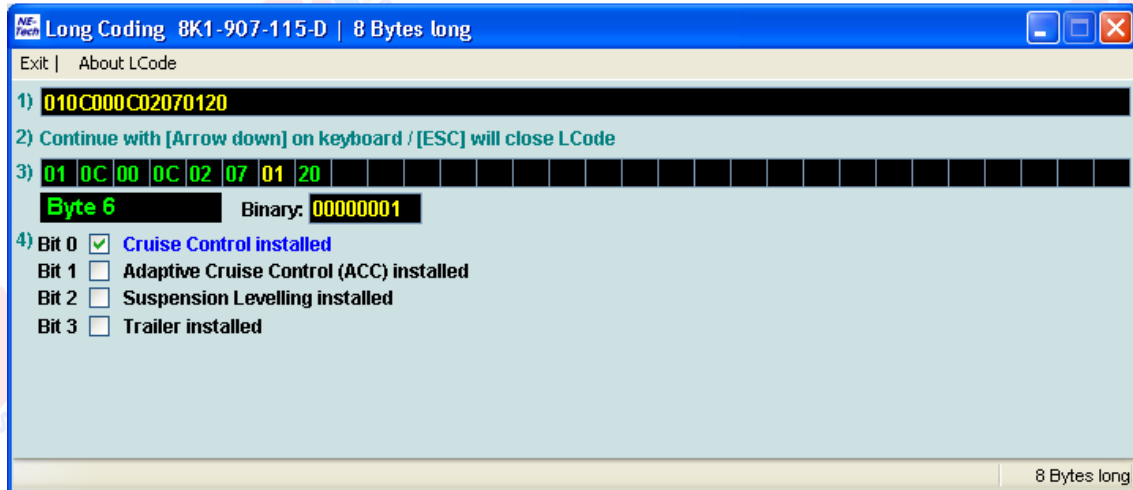 NE-Tech Long Coding 8K1-907-115-D | 8 Bytes long
Exit | About LCode
1) 010C000C02070120
2) Continue with [Arrow down] on keyboard / [ESC] will close LCode
3) 01 0C 00 0C 02 07 01 20
Byte 6 Binary: 00000001
4) Bit 0 Cruise Control installed
Bit 1 Adaptive Cruise Control (ACC) installed
Bit 2 Suspension Levelling installed
Bit 3 Trailer installed
8 Bytes long